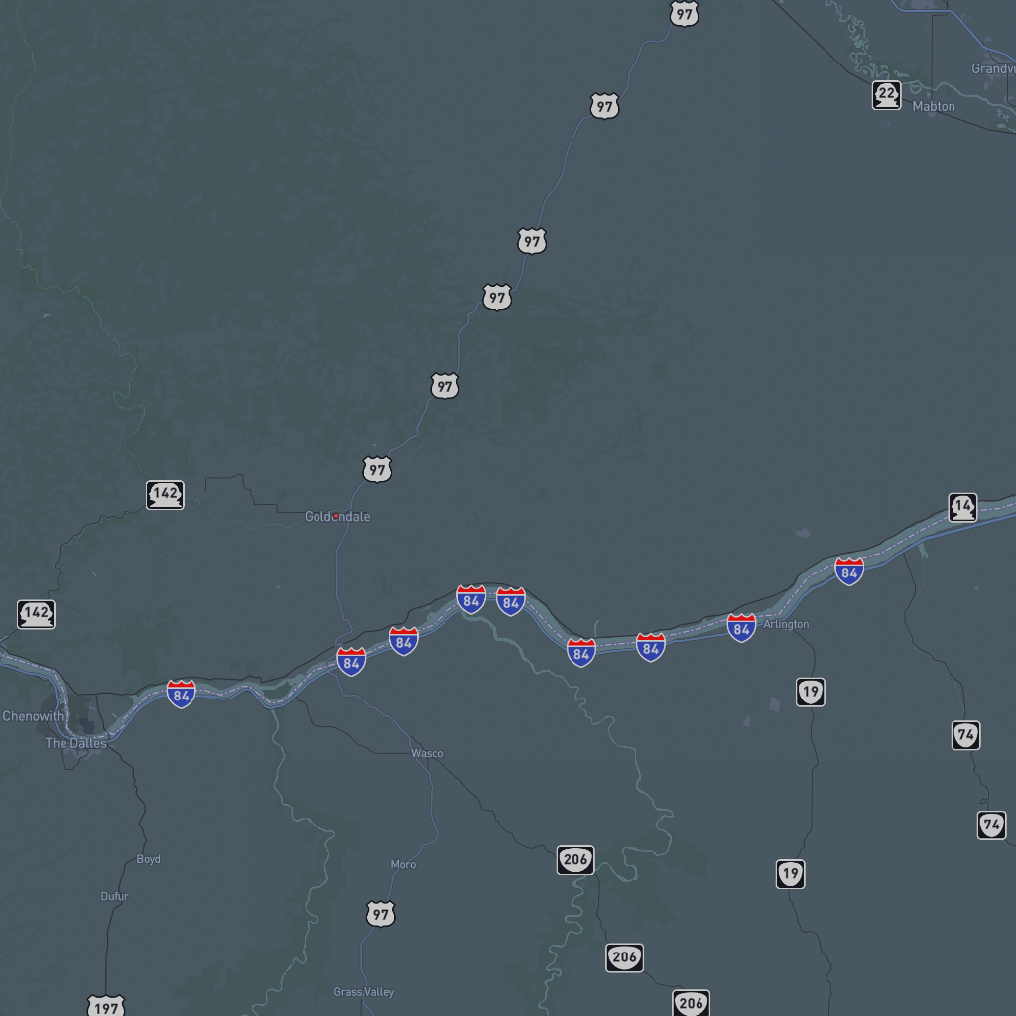 97
Grandvi
22
97
Mabton
97
97
97
97
142
14
Goldendale
84
84
84
142
Arlington
84
84
84
84
84
84
19
Chenowith
74
The Dalles
Wasco
74
Boyd
206
Moro
19
Dufur
97
206
Grass Valley
206
197